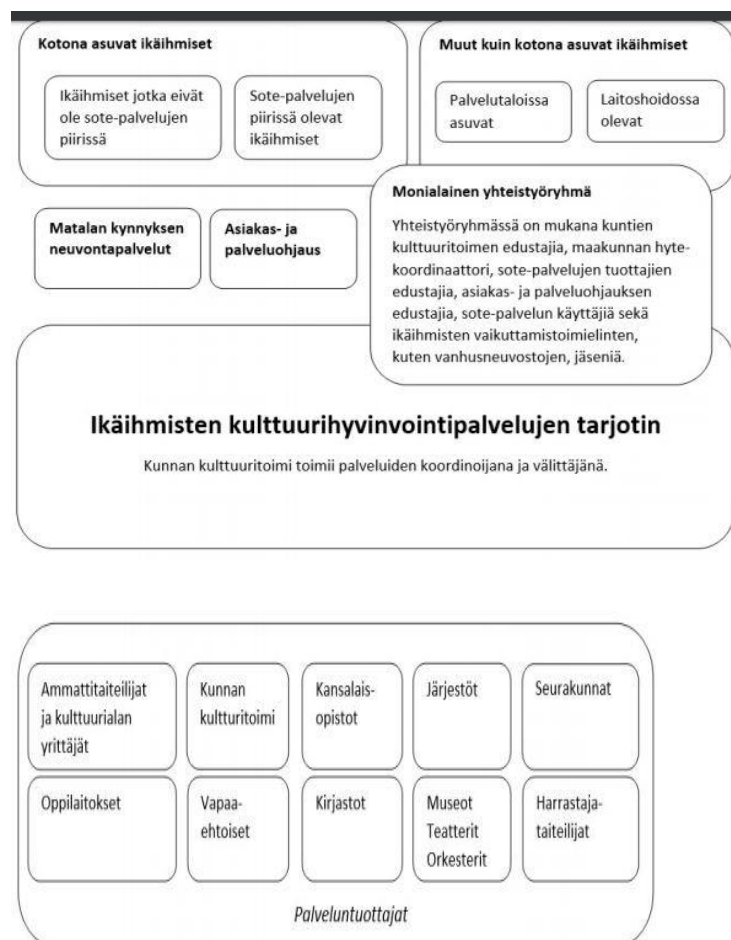 Kotona asuvat ikäihmiset
Ikäihmiset jotka eivät
ole sote-palvelujen
piirissä
Sote-palvelujen
piirissä olevat
ikäihmiset
Muut kuin kotona asuvat ikäihmiset
Palvelutaloissa
asuvat
Laitoshoidossa
olevat
Matalan kynnyksen
neuvontapalvelut
Asiakas- ja
palveluohjaus
Monialainen yhteistyöryhmä
Yhteistyöryhmässä on mukana kuntien
kulttuuritoimen edustajia, maakunnan hyte-
koordinaattori, sote-palvelujen tuottajien
edustajia, asiakas- ja palveluohjauksen
edustajia, sote-palvelun käyttäjiä sekä
ikäihmisten vaikuttamistoimielinten,
kuten vanhusneuvostojen, jäseniä.
Ikäihmisten kulttuurihyvinvointipalvelujen tarjotin
Kunnan kulttuuritoimi toimii palveluiden koordinoijana ja välittäjänä.
Ammattitaiteilijat
ja kulttuurialan
yrittäjät
Kunnan
kultturitoimi
Kansalais-
opistot
Järjestöt
Seurakunnat
Oppilaitokset
Vapaa-
ehtoiset
Kirjastot
Museot
Teatterit
Orkesterit
Harrastaja-
taiteilijat
Palveluntuottajat